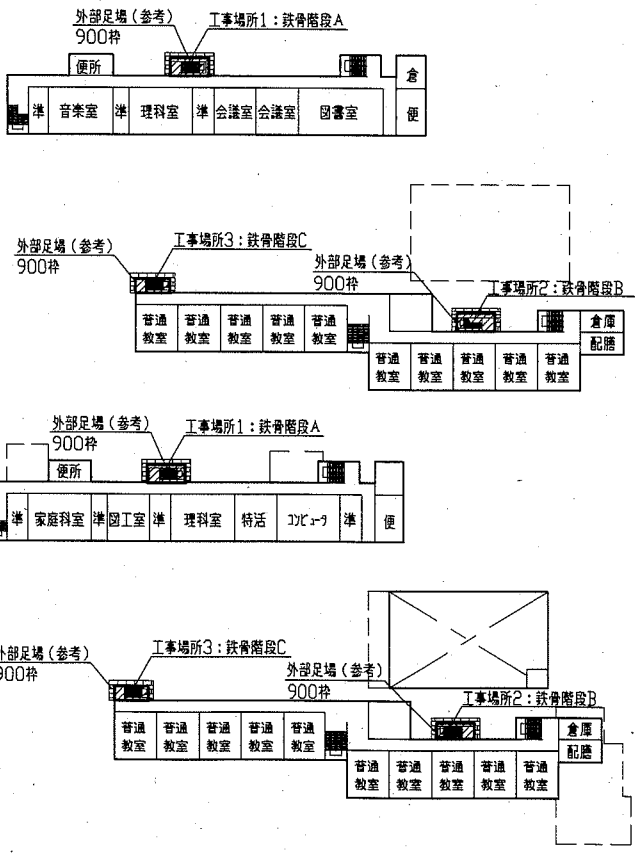 外部足場(参考)
900枠
工事場所1:鉄骨階段A
便所
倉
準 音楽室 準 理科室 準 会議室 会議室 図書室 便
外部足場(参考)
900枠
工事場所3:鉄骨階段C
外部足場(参考)
900枠
工事場所2:鉄骨階段B
普通 普通 普通 普通 普通
教室 教室 教室 教室 教室
倉庫
配膳
普通 普通 普通 普通 普通
教室 教室 教室 教室 教室
外部足場(参考)
900枠
工事場所1:鉄骨階段A
便所
準 家庭科室 準 図工室 準 理科室 特活 コンピュータ 準 便
外部足場(参考)
900枠
工事場所3:鉄骨階段C
外部足場(参考)
900枠
工事場所2:鉄骨階段B
普通 普通 普通 普通 普通
教室 教室 教室 教室 教室
倉庫
配膳
普通 普通 普通 普通 普通
教室 教室 教室 教室 教室